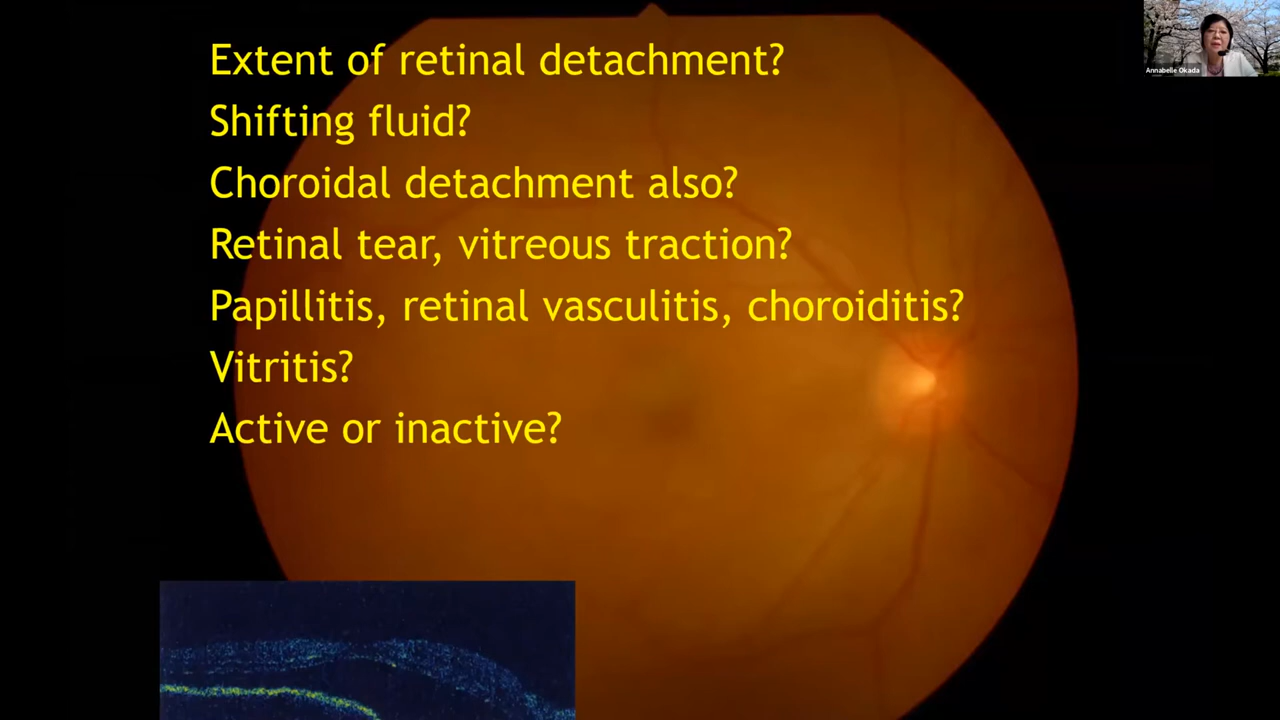 Extent of retinal detachment?
Shifting fluid?
Choroidal detachment also?
Retinal tear, vitreous traction?
Papillitis, retinal vasculitis, choroiditis?
Vitritis?
Active or inactive?
Annabelle Okada